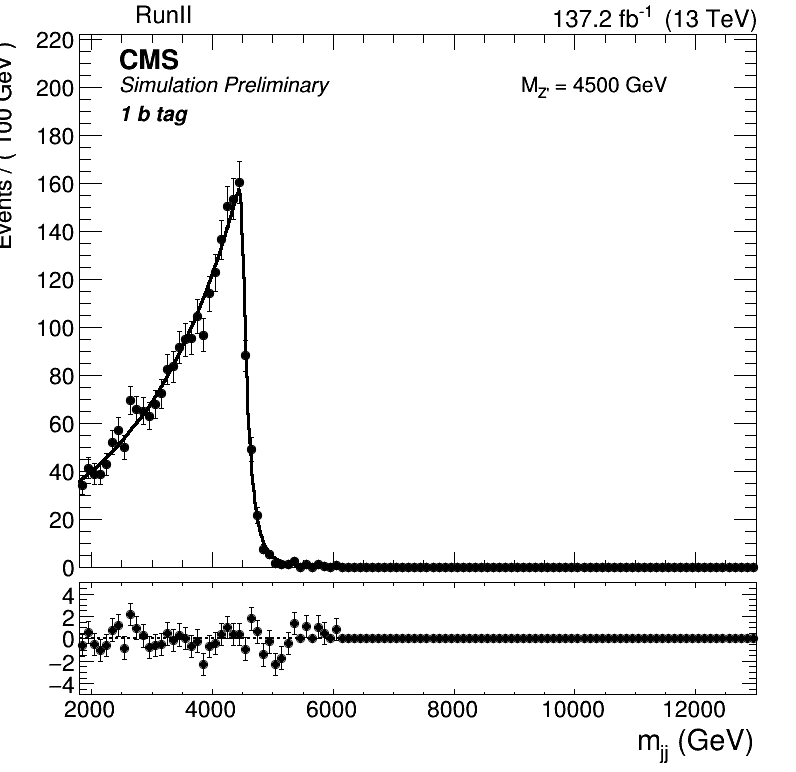 RunII
137.2 fb-1 (13 TeV)
CMS
Simulation Preliminary
1 b tag
MZ' = 4500 GeV
Events / ( 100 GeV )
220
200
180
160
140
120
100
80
60
40
20
0
4
2
0
−2
−4
2000 4000 6000 8000 10000 12000
mjj (GeV)